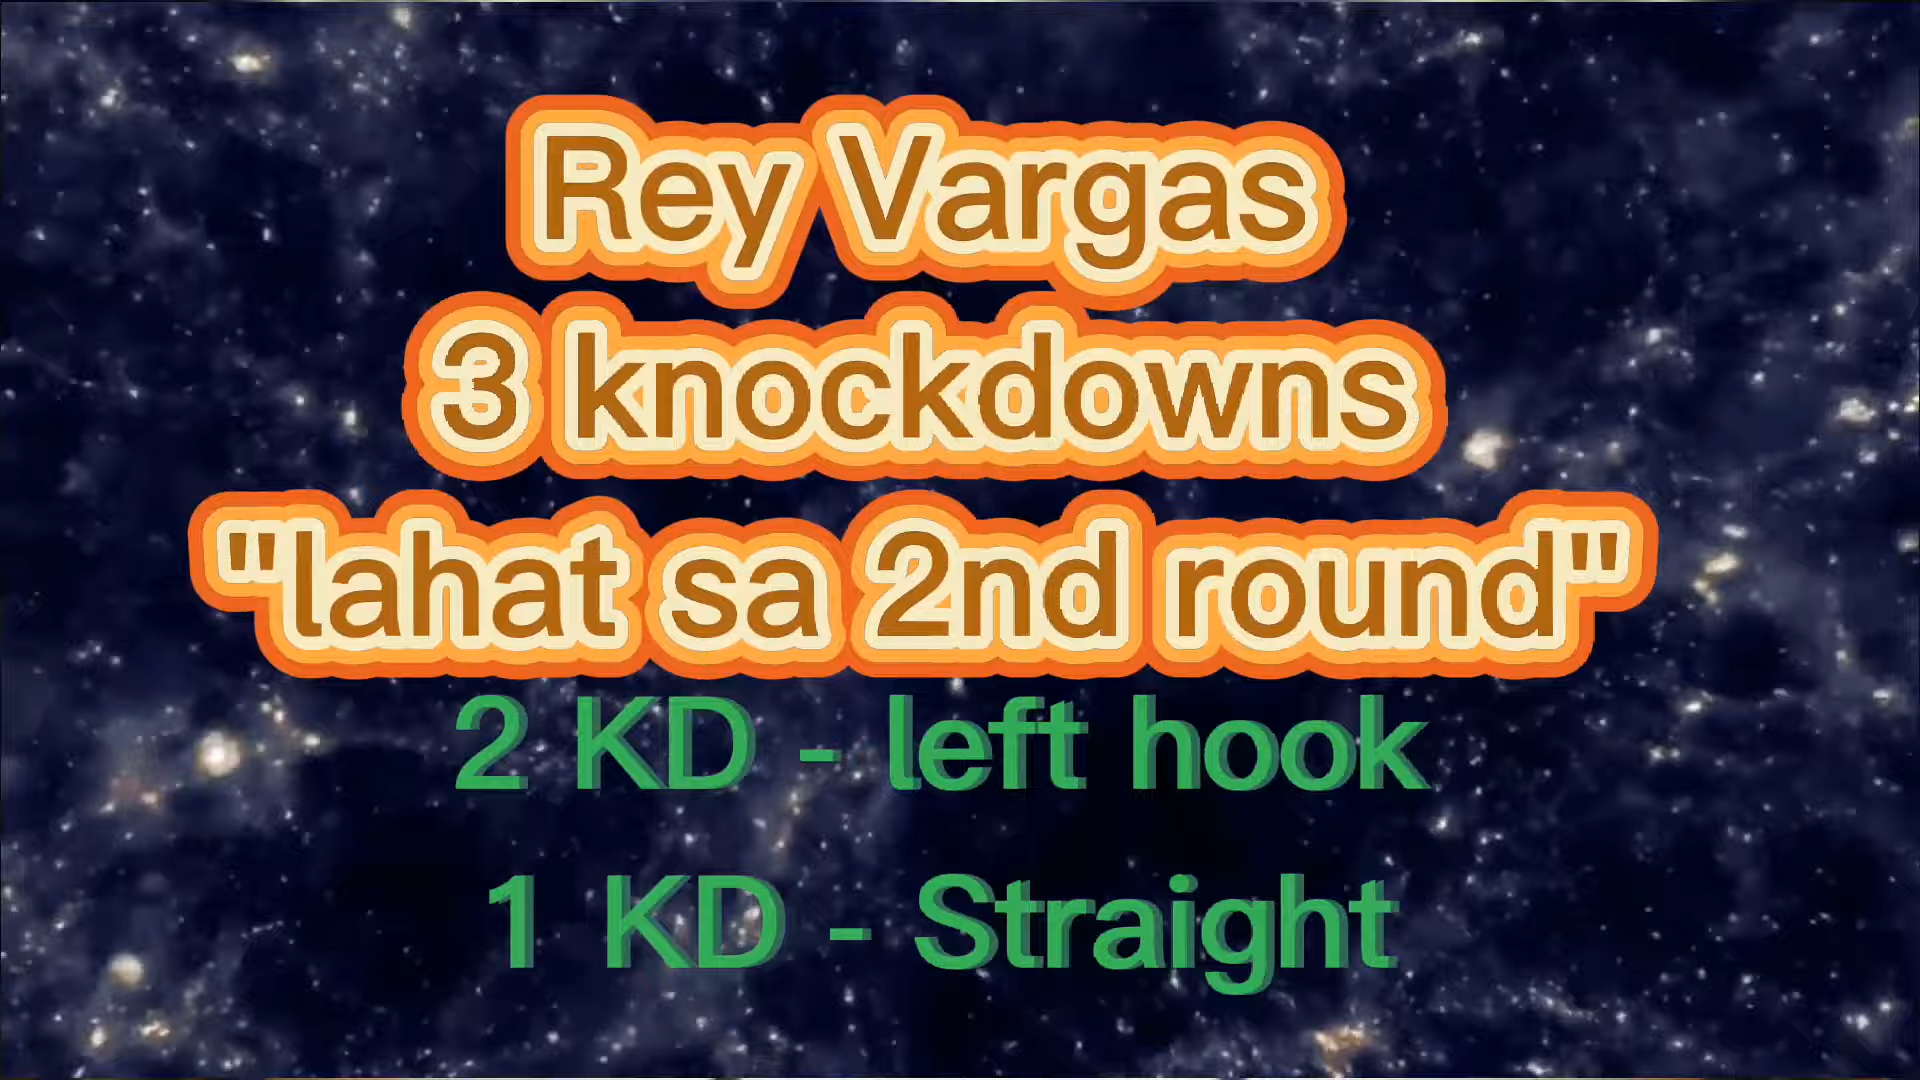 Rey Vargas
3 knockdowns
"lahat sa 2nd round"
2 KD - left hook
1 KD - Straight